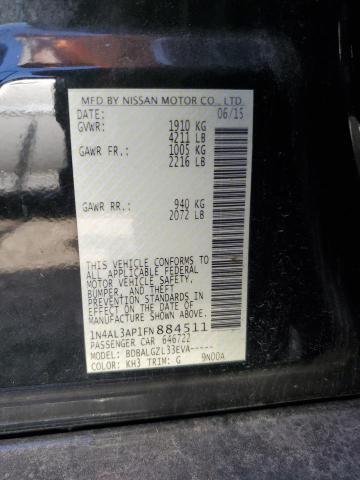 MFD BY NISSAN MOTOR CO., LTD.
DATE: 06/15
GVWR: 1910 KG
4211 LB
GAWR FR.: 1005 KG
2216 LB
GAWR RR.: 940 KG
2072 LB
THIS VEHICLE CONFORMS TO ALL
APPLICABLE FEDERAL
MOTOR VEHICLE SAFETY,
BUMPER, AND THEFT
PREVENTION STANDARDS
IN EFFECT ON THE DATE OF
MANUFACTURE SHOWN ABOVE.
1N4AL3AP1FN884511
PASSENGER CAR 646722
MODEL: BDBALGZL33EVA-----
COLOR: KH3 TRIM: G 9N00A